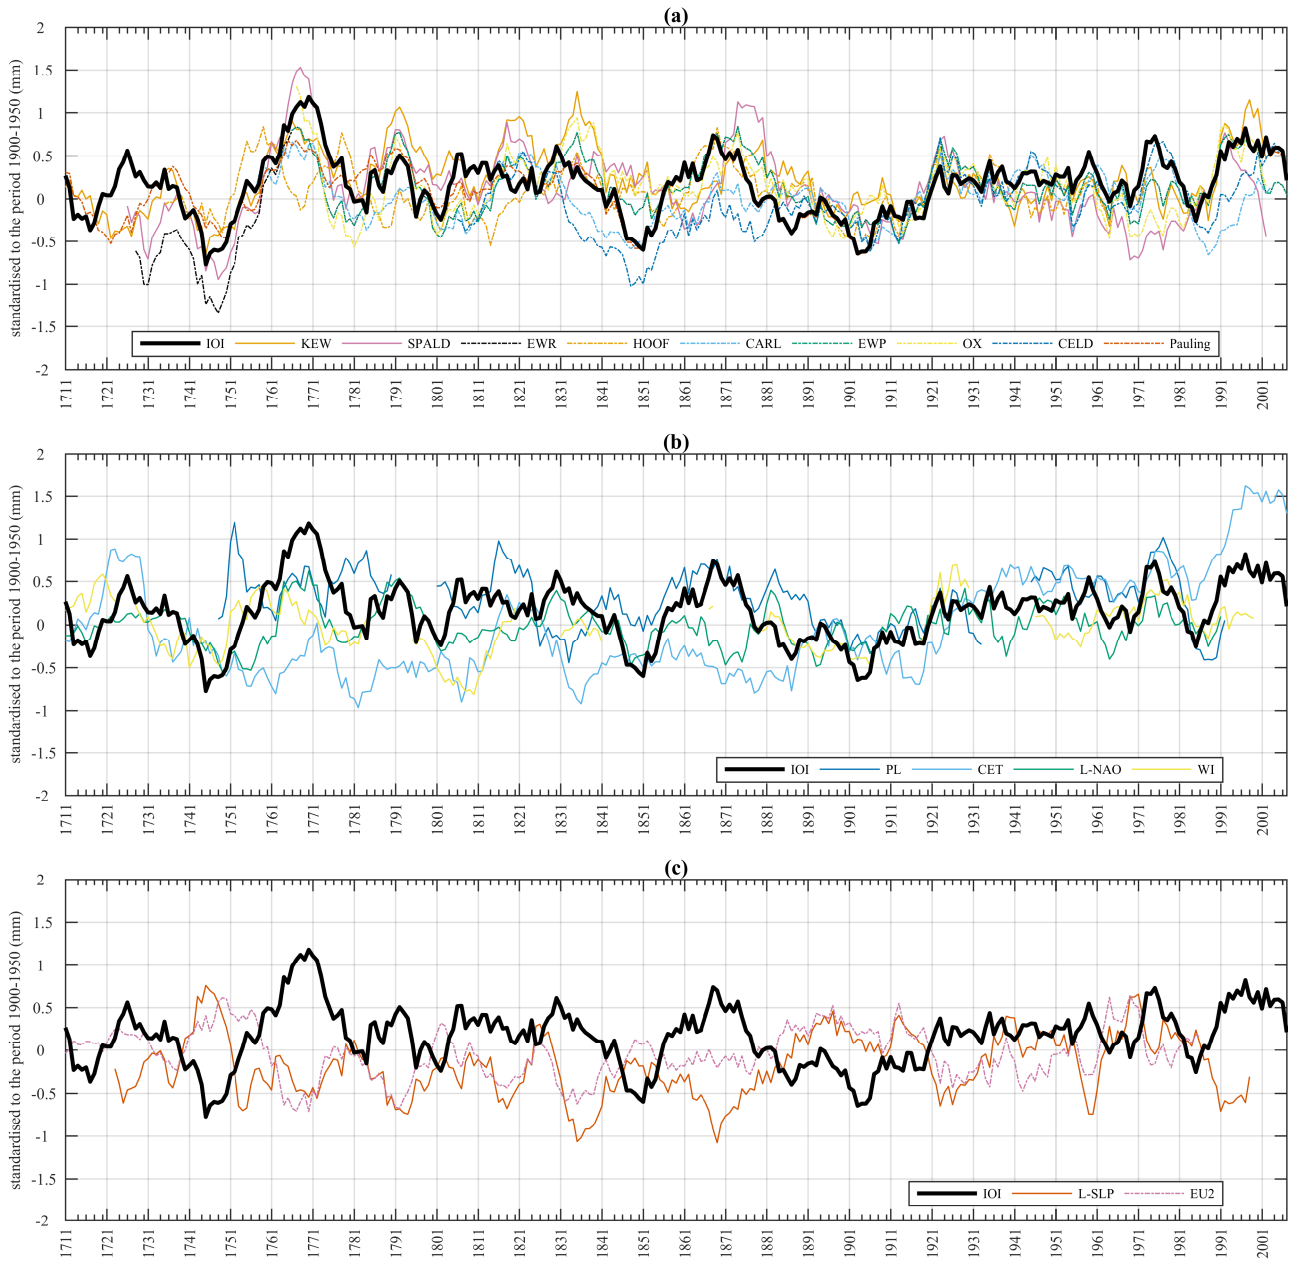 (a)
standardised to the period 1900-1950 (mm)
2
1.5
1
0.5
0
-0.5
-1
-1.5
-2
IOI KEW SPALD EWR HOOF CARL EWP OX CELD Pauling
1711 1721 1731 1741 1751 1761 1771 1781 1791 1801 1811 1821 1831 1841 1851 1861 1871 1881 1891 1901 1911 1921 1931 1941 1951 1961 1971 1981 1991 2001
(b)
standardised to the period 1900-1950 (mm)
2
1.5
1
0.5
0
-0.5
-1
-1.5
-2
IOI PL CET L-NAO WI
1711 1721 1731 1741 1751 1761 1771 1781 1791 1801 1811 1821 1831 1841 1851 1861 1871 1881 1891 1901 1911 1921 1931 1941 1951 1961 1971 1981 1991 2001
(c)
standardised to the period 1900-1950 (mm)
2
1.5
1
0.5
0
-0.5
-1
-1.5
-2
IOI L-SLP EU2
1711 1721 1731 1741 1751 1761 1771 1781 1791 1801 1811 1821 1831 1841 1851 1861 1871 1881 1891 1901 1911 1921 1931 1941 1951 1961 1971 1981 1991 2001